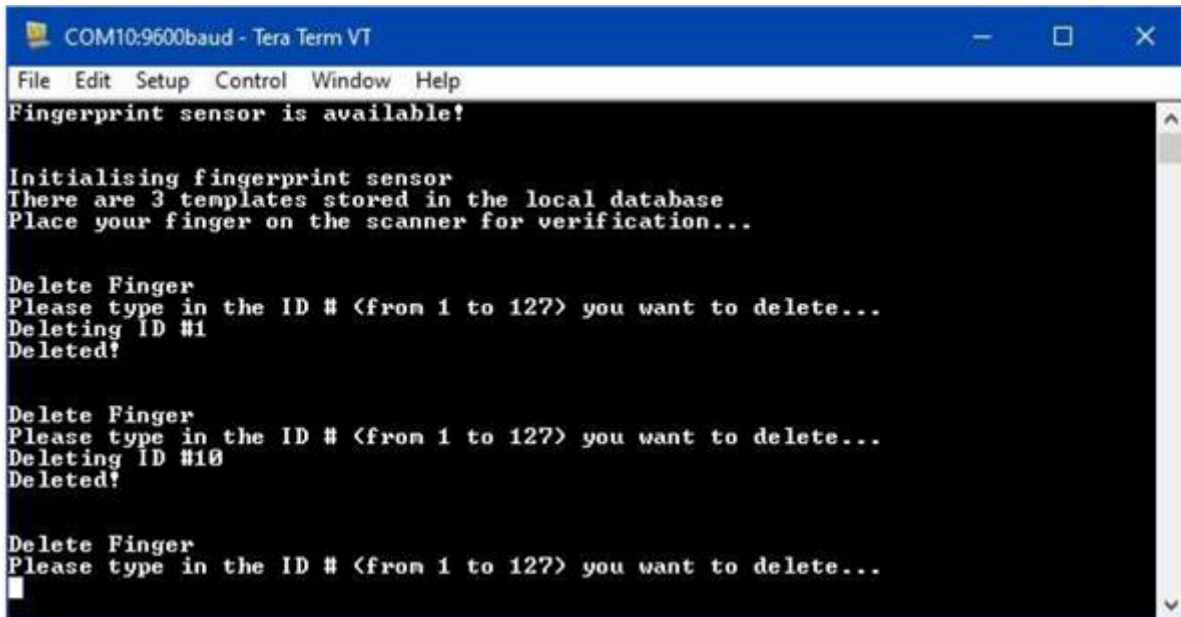 COM10:9600baud - Tera Term VT
File Edit Setup Control Window Help
Fingerprint sensor is available!
Initialising fingerprint sensor
There are 3 templates stored in the local database
Place your finger on the scanner for verification...
Delete Finger
Please type in the ID # (from 1 to 127) you want to delete...
Deleting ID #1
Deleted!
Delete Finger
Please type in the ID # (from 1 to 127) you want to delete...
Deleting ID #10
Deleted!
Delete Finger
Please type in the ID # (from 1 to 127) you want to delete...